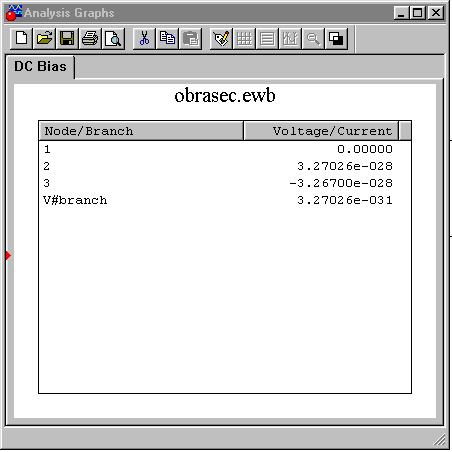 Analysis Graphs
DC Bias
obrasec.ewb
Node/Branch Voltage/Current
1 0.00000
2 3.27026e-028
3 -3.26700e-028
V#branch 3.27026e-031